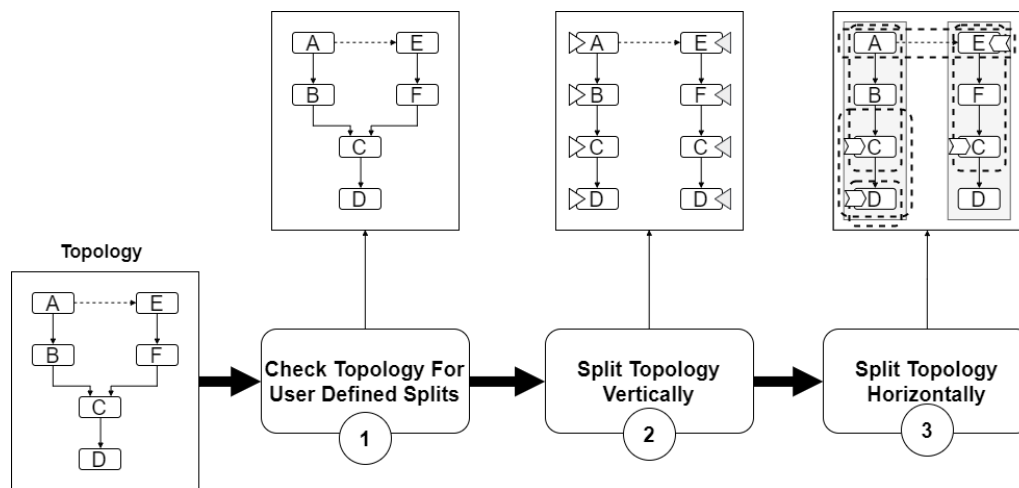 A E
B F
C
D
A E
B F
C C
D D
A E
B F
C C
D D
Topology
A E
B F
C
D
Check Topology For
User Defined Splits
1
Split Topology
Vertically
2
Split Topology
Horizontally
3